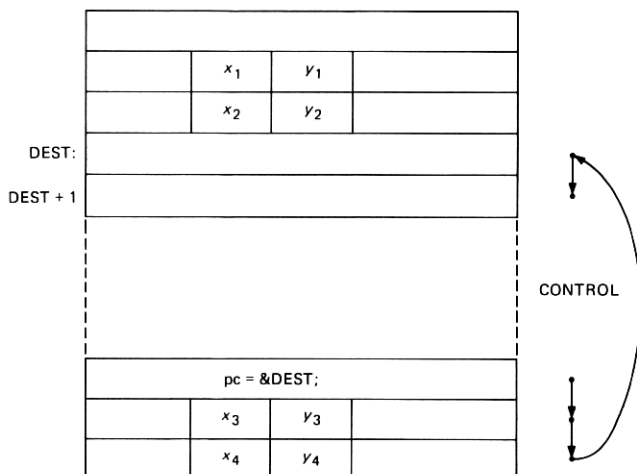 x1 y1
x2 y2
DEST:
DEST + 1
CONTROL
pc = &DEST;
x3 y3
x4 y4